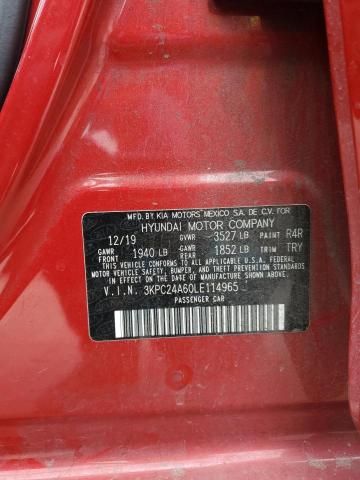 MFD. BY KIA MOTORS MEXICO S.A. DE C.V. FOR
HYUNDAI MOTOR COMPANY
12/19 GVWR 3527 LB PAINT R4R
GAWR FRONT 1940 LB GAWR REAR 1852 LB TRIM TRY
THIS VEHICLE CONFORMS TO ALL APPLICABLE FEDERAL MOTOR VEHICLE
SAFETY, BUMPER, AND THEFT PREVENTION STANDARDS
IN EFFECT ON THE DATE OF MANUFACTURE SHOWN ABOVE.
V.I.N. 3KPC24A60LE114965
PASSENGER CAR